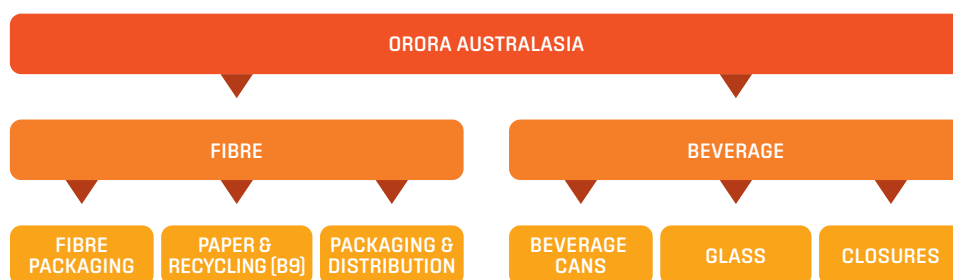 ORORA AUSTRALASIA
FIBRE
BEVERAGE
FIBRE
PACKAGING
PAPER &
RECYCLING (B9)
PACKAGING &
DISTRIBUTION
BEVERAGE
CANS
GLASS
CLOSURES